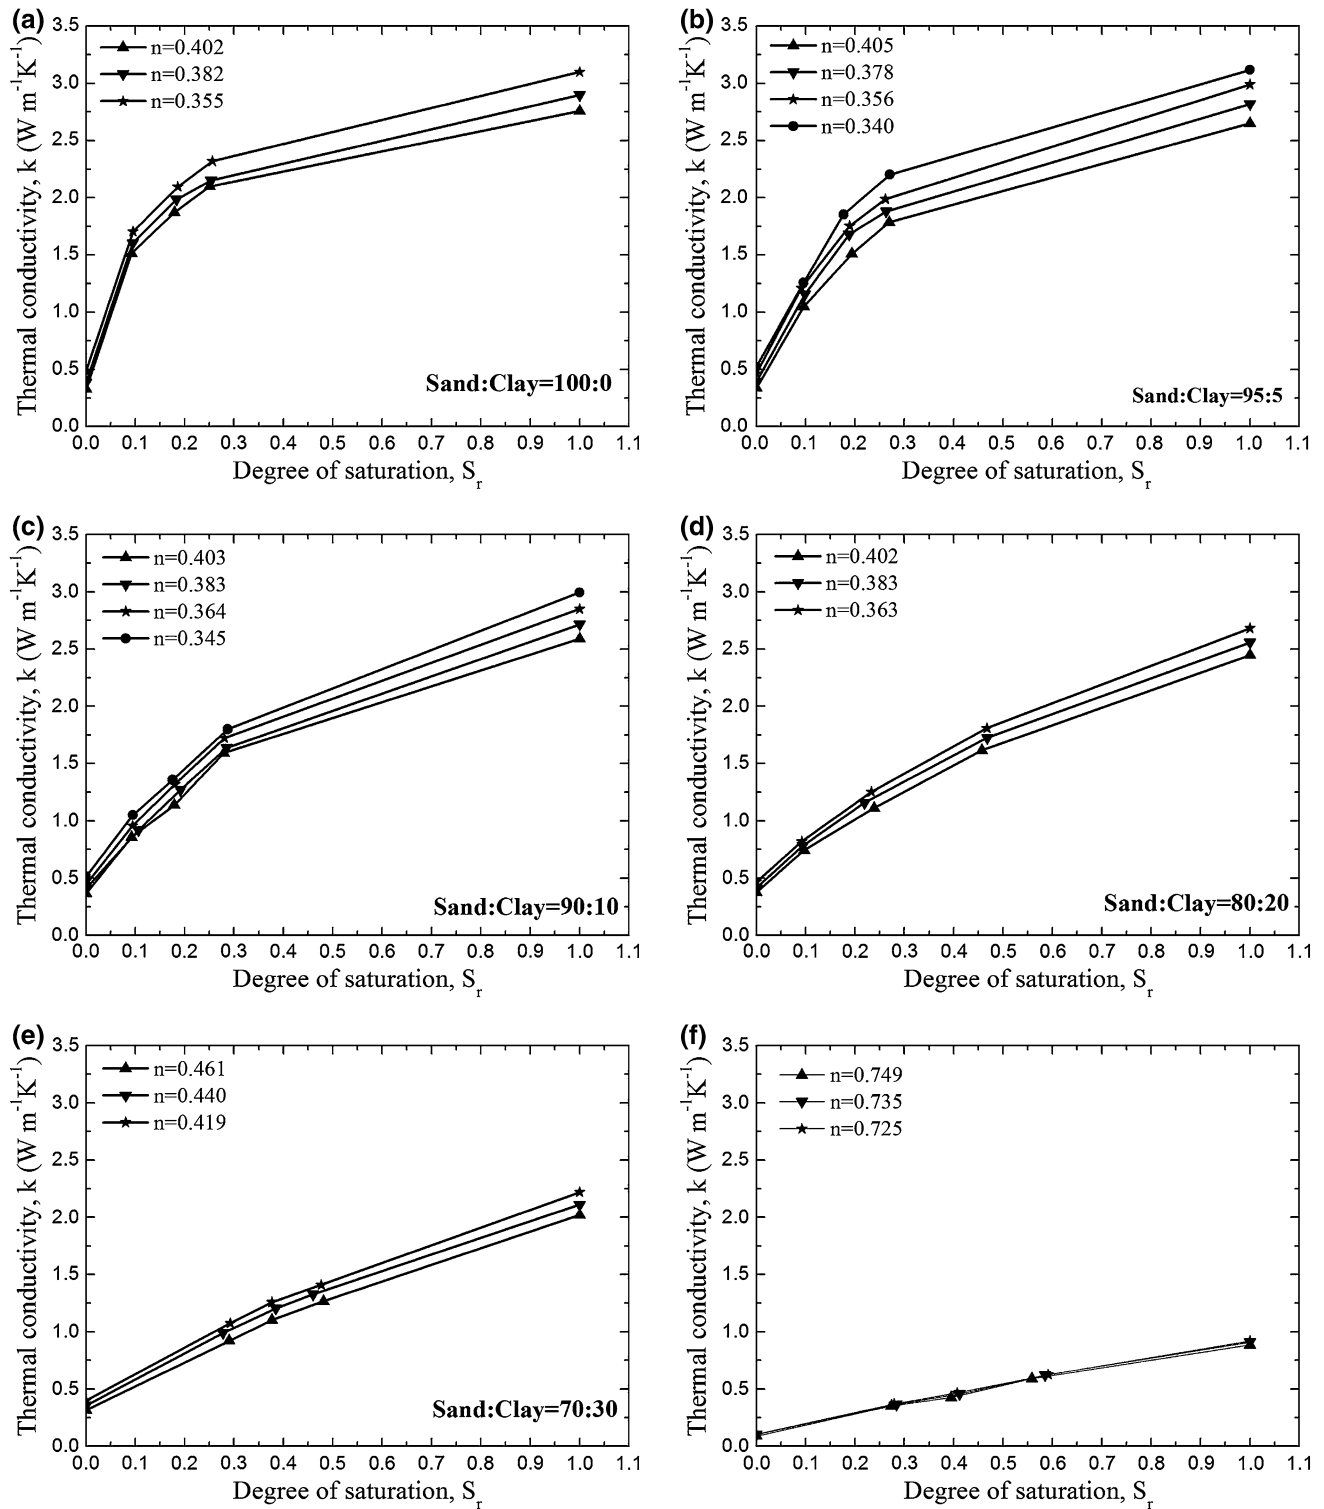 (a)
3.5
3.0
2.5
2.0
1.5
1.0
0.5
0.0
Thermal conductivity, k (W m⁻¹K⁻¹)
n=0.402
n=0.382
n=0.355
Sand:Clay=100:0
0.0 0.1 0.2 0.3 0.4 0.5 0.6 0.7 0.8 0.9 1.0 1.1
Degree of saturation, Sᵣ
(b)
3.5
3.0
2.5
2.0
1.5
1.0
0.5
0.0
Thermal conductivity, k (W m⁻¹K⁻¹)
n=0.405
n=0.378
n=0.356
n=0.340
Sand:Clay=95:5
0.0 0.1 0.2 0.3 0.4 0.5 0.6 0.7 0.8 0.9 1.0 1.1
Degree of saturation, Sᵣ
(c)
3.5
3.0
2.5
2.0
1.5
1.0
0.5
0.0
Thermal conductivity, k (W m⁻¹K⁻¹)
n=0.403
n=0.383
n=0.364
n=0.345
Sand:Clay=90:10
0.0 0.1 0.2 0.3 0.4 0.5 0.6 0.7 0.8 0.9 1.0 1.1
Degree of saturation, Sᵣ
(d)
3.5
3.0
2.5
2.0
1.5
1.0
0.5
0.0
Thermal conductivity, k (W m⁻¹K⁻¹)
n=0.402
n=0.383
n=0.363
Sand:Clay=80:20
0.0 0.1 0.2 0.3 0.4 0.5 0.6 0.7 0.8 0.9 1.0 1.1
Degree of saturation, Sᵣ
(e)
3.5
3.0
2.5
2.0
1.5
1.0
0.5
0.0
Thermal conductivity, k (W m⁻¹K⁻¹)
n=0.461
n=0.440
n=0.419
Sand:Clay=70:30
0.0 0.1 0.2 0.3 0.4 0.5 0.6 0.7 0.8 0.9 1.0 1.1
Degree of saturation, Sᵣ
(f)
3.5
3.0
2.5
2.0
1.5
1.0
0.5
0.0
Thermal conductivity, k (W m⁻¹K⁻¹)
n=0.749
n=0.735
n=0.725
0.0 0.1 0.2 0.3 0.4 0.5 0.6 0.7 0.8 0.9 1.0 1.1
Degree of saturation, Sᵣ